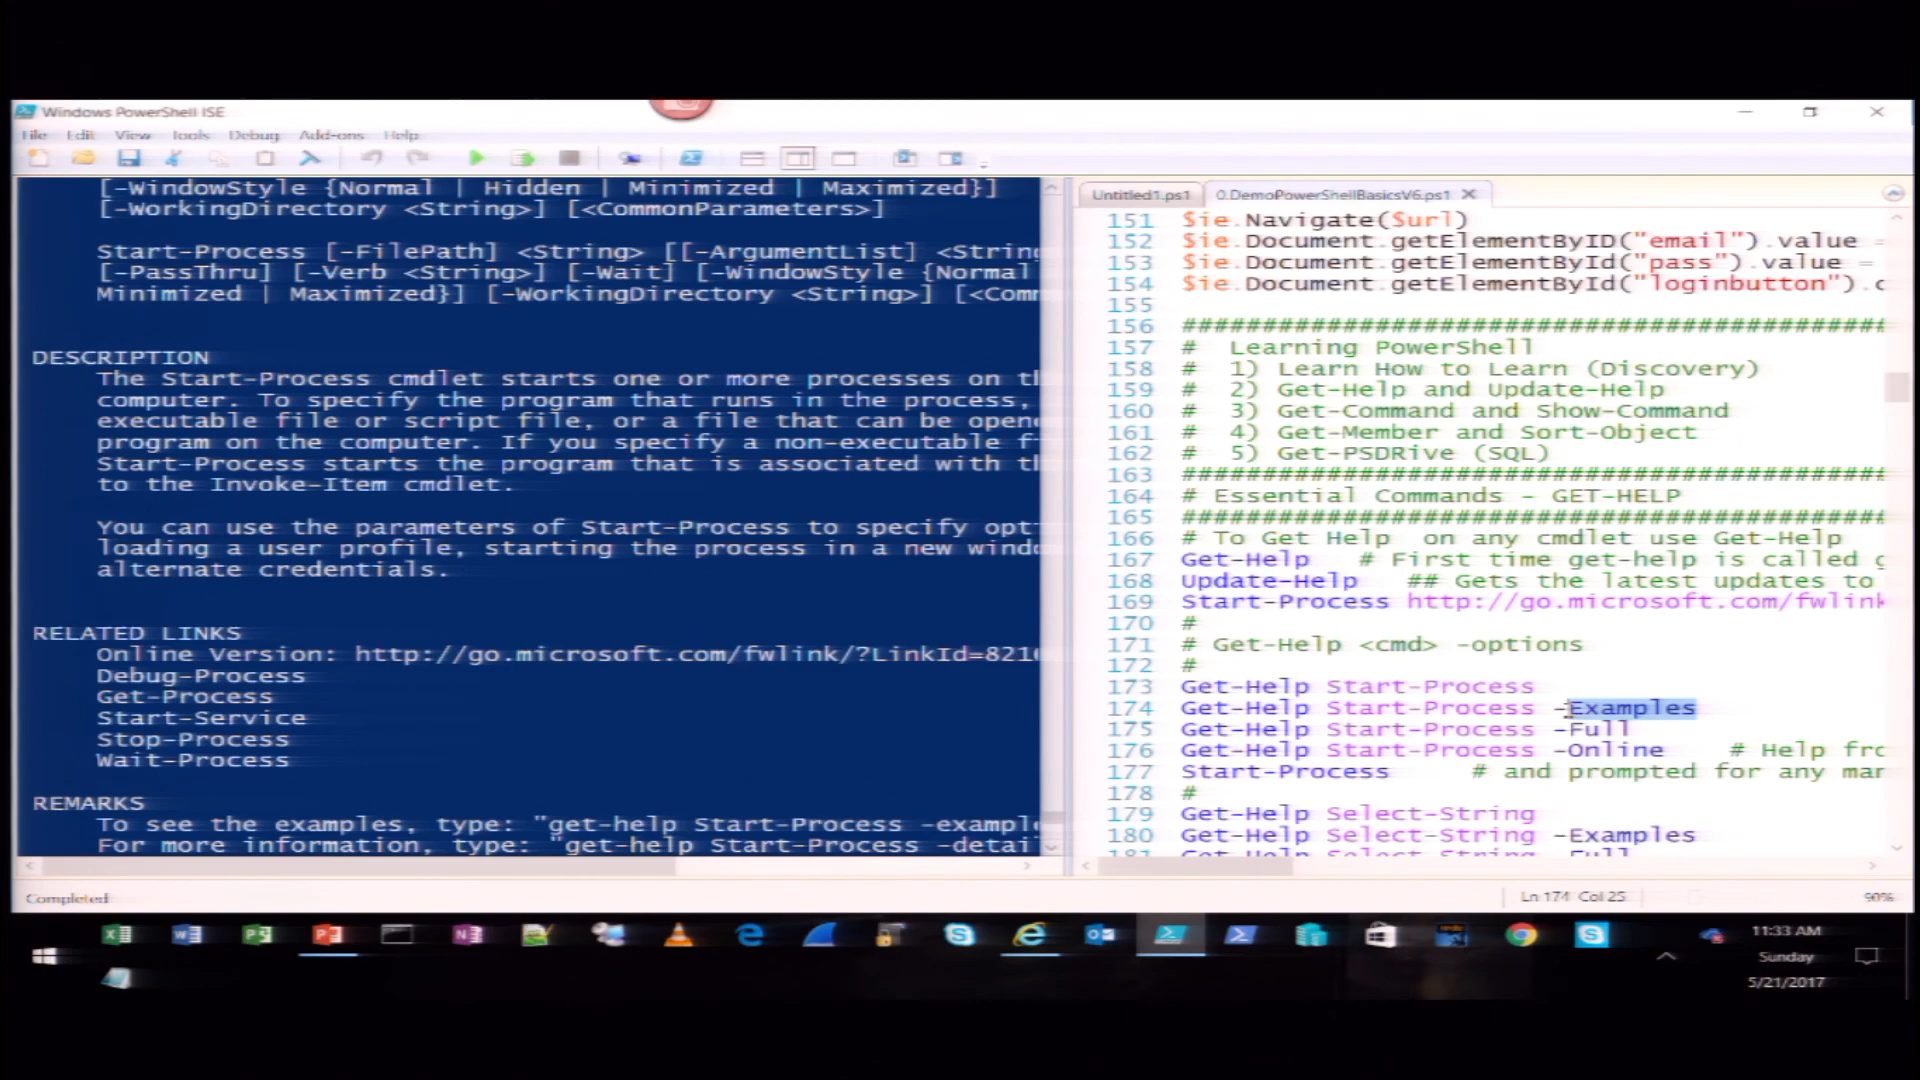 Windows PowerShell ISE
File Edit View Tools Debug Add-ons Help
[-WindowStyle {Normal | Hidden | Minimized | Maximized}]
[-WorkingDirectory <String>] [<CommonParameters>]
Start-Process [-FilePath] <String> [[-ArgumentList] <String
[-PassThru] [-Verb <String>] [-Wait] [-WindowStyle {Normal
Minimized | Maximized}] [-WorkingDirectory <String>] [<Comm
DESCRIPTION
The Start-Process cmdlet starts one or more processes on th
computer. To specify the program that runs in the process,
executable file or script file, or a file that can be opene
program on the computer. If you specify a non-executable fi
Start-Process starts the program that is associated with th
to the Invoke-Item cmdlet.
You can use the parameters of Start-Process to specify opti
loading a user profile, starting the process in a new windo
alternate credentials.
RELATED LINKS
Online Version: http://go.microsoft.com/fwlink/?LinkId=821
Debug-Process
Get-Process
Start-Service
Stop-Process
Wait-Process
REMARKS
To see the examples, type: "get-help Start-Process -exampl
For more information, type: "get-help Start-Process -detai
Completed
Untitled1.ps1 0.DemoPowerShellBasicsV6.ps1
151 $ie.Navigate($url)
152 $ie.Document.getElementByID("email").value =
153 $ie.Document.getElementById("pass").value =
154 $ie.Document.getElementById("loginbutton").c
155
156 ############################################
157 #  Learning PowerShell
158 #  1) Learn How to Learn (Discovery)
159 #  2) Get-Help and Update-Help
160 #  3) Get-Command and Show-Command
161 #  4) Get-Member and Sort-Object
162 #  5) Get-PSDRive (SQL)
163 ############################################
164 # Essential Commands - GET-HELP
165 ############################################
166 # To Get Help  on any cmdlet use Get-Help
167 Get-Help   # First time get-help is called
168 Update-Help   ## Gets the latest updates to
169 Start-Process http://go.microsoft.com/fwlink
170 #
171 # Get-Help <cmd> -options
172 #
173 Get-Help Start-Process
174 Get-Help Start-Process -Examples
175 Get-Help Start-Process -Full
176 Get-Help Start-Process -Online    # Help fro
177 Start-Process     # and prompted for any man
178 #
179 Get-Help Select-String
180 Get-Help Select-String -Examples
181 Get-Help Select-String -Full
Ln 174 Col 25
90%
11:33 AM
Sunday
5/21/2017